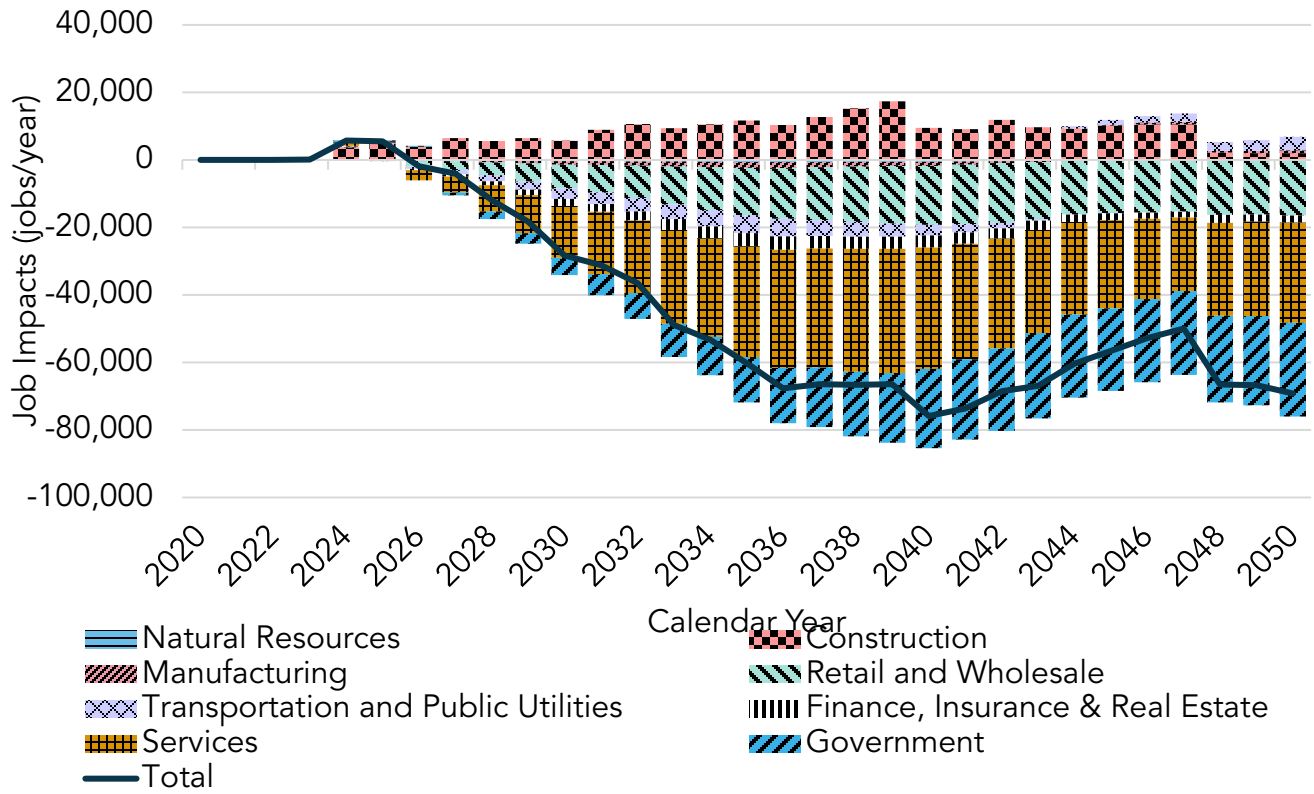 40,000
20,000
0
-20,000
-40,000
-60,000
-80,000
-100,000
Job Impacts (jobs/year)
2020 2022 2024 2026 2028 2030 2032 2034 2036 2038 2040 2042 2044 2046 2048 2050
Calendar Year
Natural Resources Construction
Manufacturing Retail and Wholesale
Transportation and Public Utilities Finance, Insurance & Real Estate
Services Government
Total